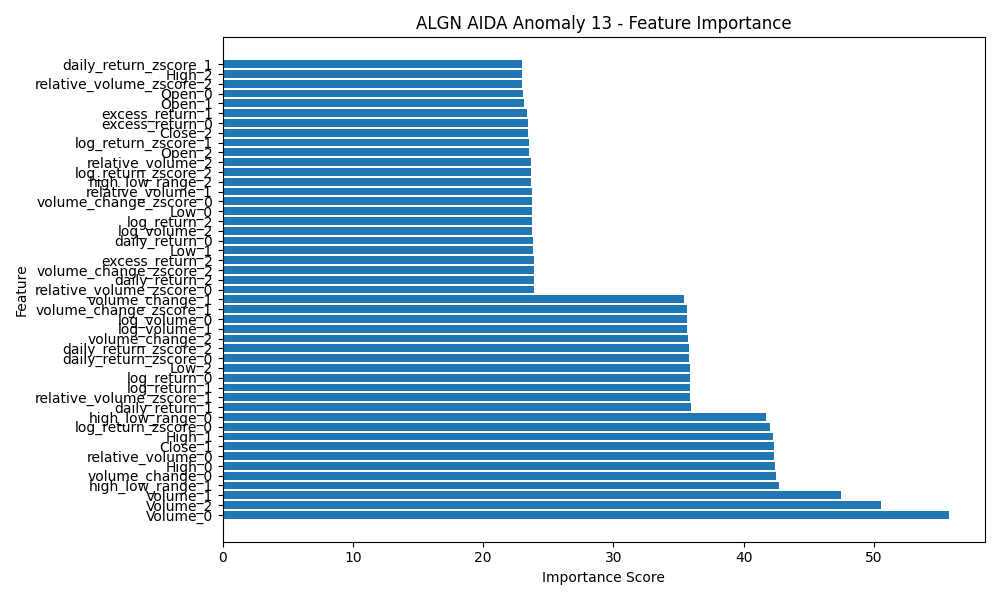 ALGN AIDA Anomaly 13 - Feature Importance
daily_return_zscore_1
High_2
relative_volume_zscore_2
Open_0
Open_1
excess_return_1
excess_return_0
Close_2
log_return_zscore_1
Open_2
relative_volume_2
log_return_zscore_2
high_low_range_2
relative_volume_1
volume_change_zscore_0
Low_0
log_return_2
log_volume_2
daily_return_0
Low_1
excess_return_2
volume_change_zscore_2
daily_return_2
relative_volume_zscore_0
volume_change_1
volume_change_zscore_1
log_volume_0
log_volume_1
volume_change_2
daily_return_zscore_2
daily_return_zscore_0
Low_2
log_return_0
log_return_1
relative_volume_zscore_1
daily_return_1
high_low_range_0
log_return_zscore_0
High_1
Close_1
relative_volume_0
High_0
volume_change_0
high_low_range_1
Volume_1
Volume_2
Volume_0
Feature
0 10 20 30 40 50
Importance Score